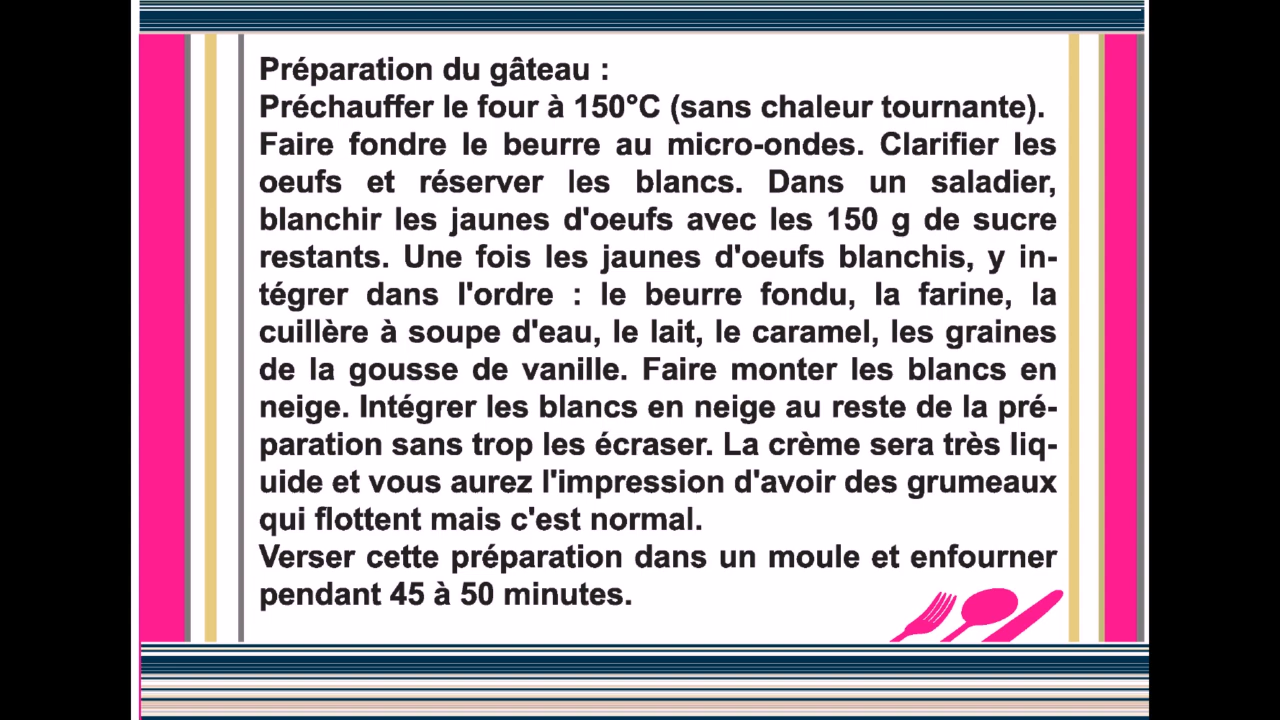 Préparation du gâteau :
Préchauffer le four à 150°C (sans chaleur tournante).
Faire fondre le beurre au micro-ondes. Clarifier les
oeufs et réserver les blancs. Dans un saladier,
blanchir les jaunes d'oeufs avec les 150 g de sucre
restants. Une fois les jaunes d'oeufs blanchis, y in-
tégrer dans l'ordre : le beurre fondu, la farine, la
cuillère à soupe d'eau, le lait, le caramel, les graines
de la gousse de vanille. Faire monter les blancs en
neige. Intégrer les blancs en neige au reste de la pré-
paration sans trop les écraser. La crème sera très liq-
uide et vous aurez l'impression d'avoir des grumeaux
qui flottent mais c'est normal.
Verser cette préparation dans un moule et enfourner
pendant 45 à 50 minutes.